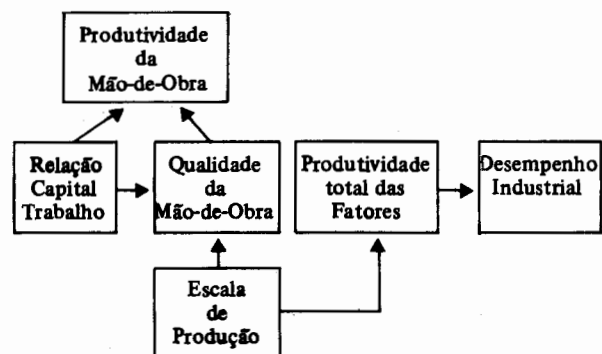 Produtividade
da
Mão-de-Obra
Relação
Capital
Trabalho
Qualidade
da
Mão-de-Obra
Produtividade
total das
Fatores
Desempenho
Industrial
Escala
de
Produção